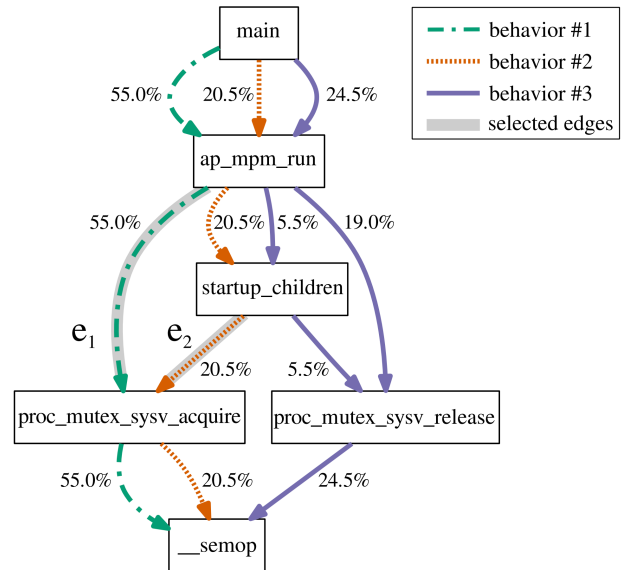 main
behavior #1
behavior #2
behavior #3
selected edges
55.0%
20.5%
24.5%
ap_mpm_run
55.0%
20.5%
5.5%
19.0%
startup_children
e1
e2
20.5%
5.5%
proc_mutex_sysv_acquire
proc_mutex_sysv_release
55.0%
20.5%
24.5%
__semop